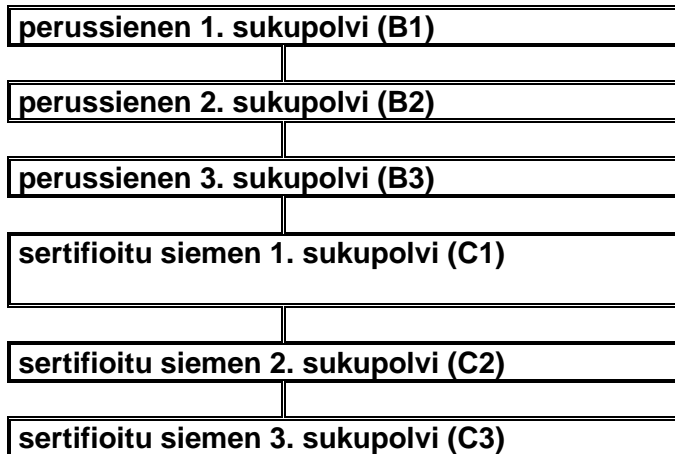 perussienen 1. sukupolvi (B1)
perussienen 2. sukupolvi (B2)
perussienen 3. sukupolvi (B3)
sertifioitu siemen 1. sukupolvi (C1)
sertifioitu siemen 2. sukupolvi (C2)
sertifioitu siemen 3. sukupolvi (C3)